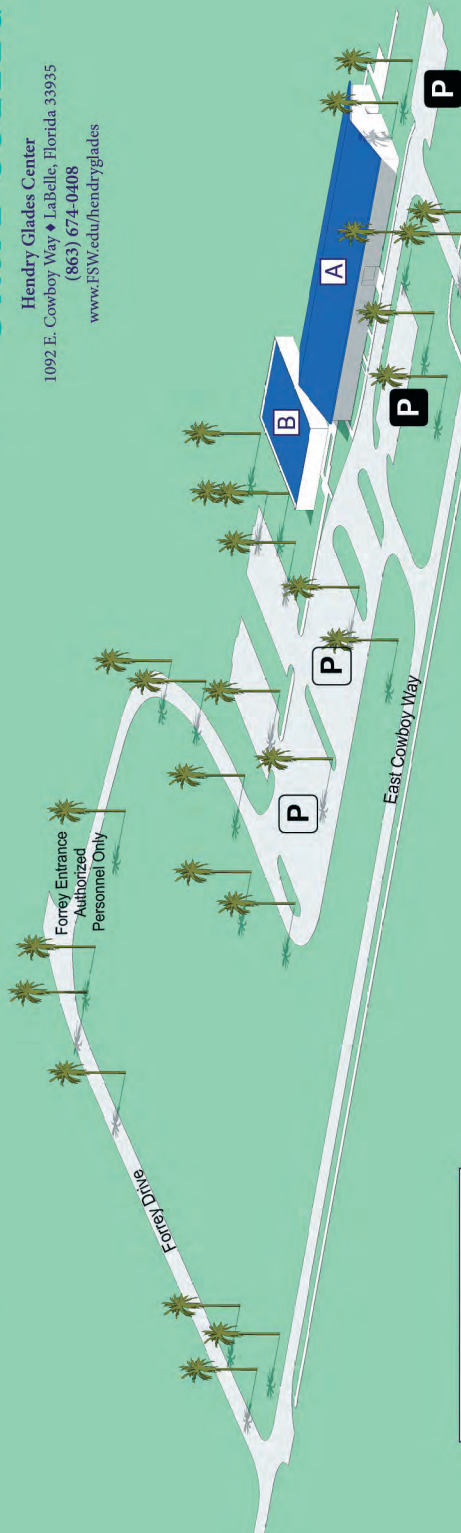 Hendry Glades Center
1092 E. Cowboy Way ◆ LaBelle, Florida 33935
(863) 674-0408
www.FSW.edu/hendryglades
Forrey Entrance
Authorized
Personnel Only
Forrey Drive
East Cowboy Way
B
A
P
P
P
P